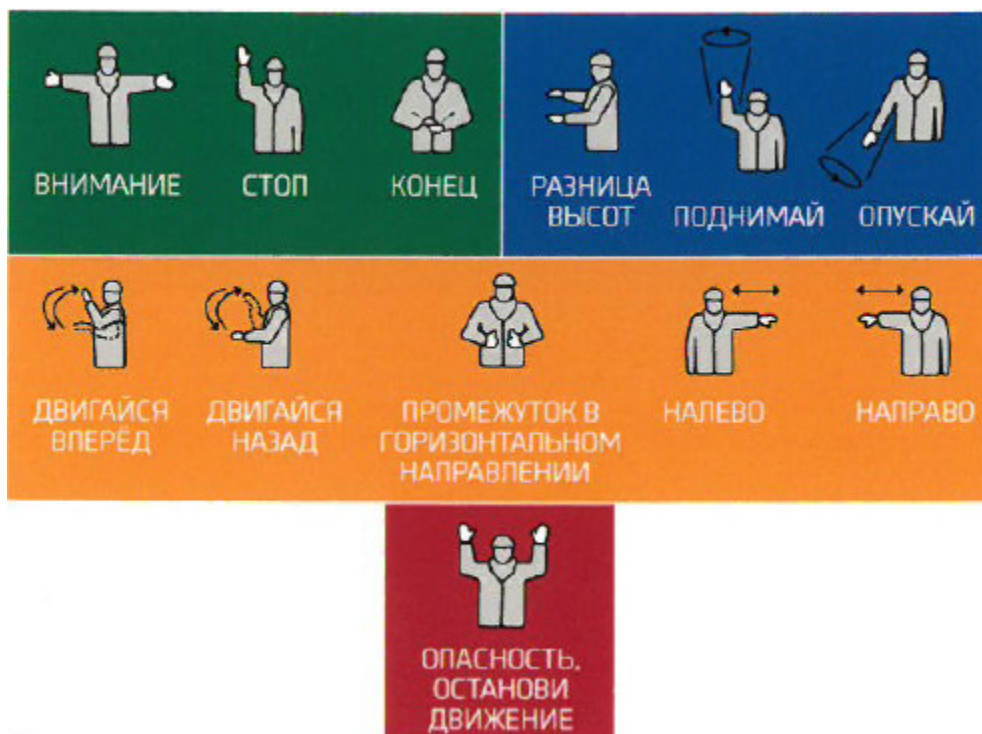 ВНИМАНИЕ
СТОП
КОНЕЦ
РАЗНИЦА
ВЫСОТ
ПОДНИМАЙ
ОПУСКАЙ
ДВИГАЙСЯ
ВПЕРЁД
ДВИГАЙСЯ
НАЗАД
ПРОМЕЖУТОК В
ГОРИЗОНТАЛЬНОМ
НАПРАВЛЕНИИ
НАЛЕВО
НАПРАВО
ОПАСНОСТЬ,
ОСТАНОВИ
ДВИЖЕНИЕ